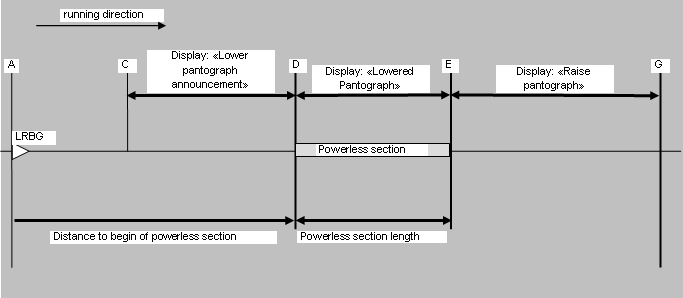 running direction
A
C
Display: «Lower
pantograph
announcement»
D
Display: «Lowered
Pantograph»
E
Display: «Raise
pantograph»
G
LRBG
Powerless section
Distance to begin of powerless section
Powerless section length